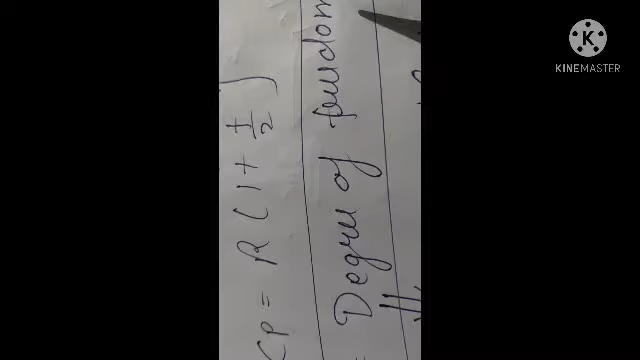 CP = R ( 1 + f/2 )
= Degree of freedom
KINEMASTER